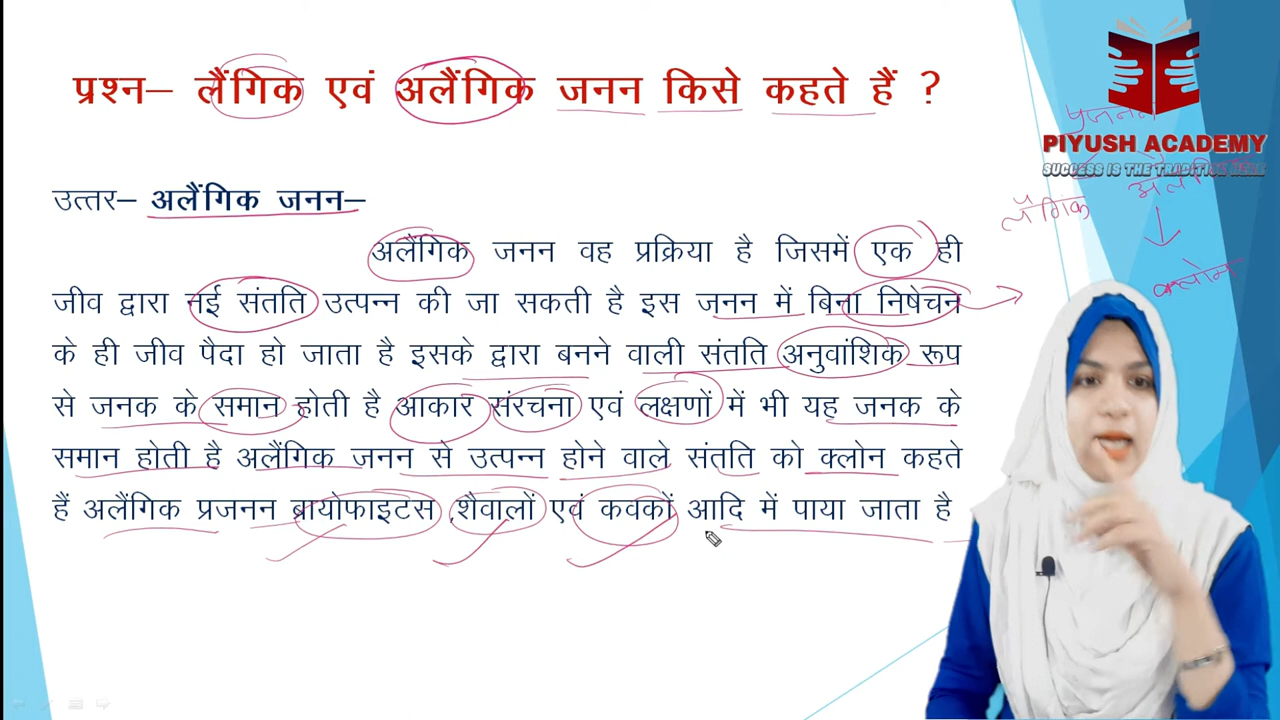 प्रश्न– लैंगिक एवं अलैंगिक जनन किसे कहते हैं ?
PIYUSH ACADEMY
SUCCESS IS THE TRADITION HERE
प्रजनन
लैंगिक
उत्तर– अलैंगिक जनन–
अलैंगिक जनन वह प्रक्रिया है जिसमें एक ही
जीव द्वारा नई संतति उत्पन्न की जा सकती है इस जनन में बिना निषेचन
के ही जीव पैदा हो जाता है इसके द्वारा बनने वाली संतति अनुवांशिक रूप
से जनक के समान होती है आकार संरचना एवं लक्षणों में भी यह जनक के
समान होती है अलैंगिक जनन से उत्पन्न होने वाले संतति को क्लोन कहते
हैं अलैंगिक प्रजनन ब्रायोफाइटस ,शैवालों एवं कवकों आदि में पाया जाता है